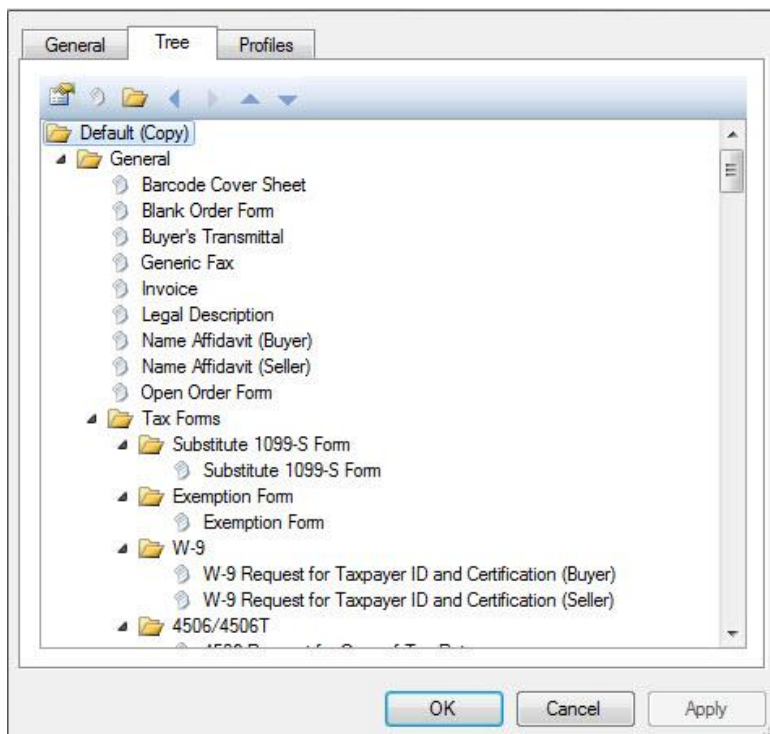 General Tree Profiles
Default (Copy)
General
Barcode Cover Sheet
Blank Order Form
Buyer's Transmittal
Generic Fax
Invoice
Legal Description
Name Affidavit (Buyer)
Name Affidavit (Seller)
Open Order Form
Tax Forms
Substitute 1099-S Form
Substitute 1099-S Form
Exemption Form
Exemption Form
W-9
W-9 Request for Taxpayer ID and Certification (Buyer)
W-9 Request for Taxpayer ID and Certification (Seller)
4506/4506T
OK Cancel Apply